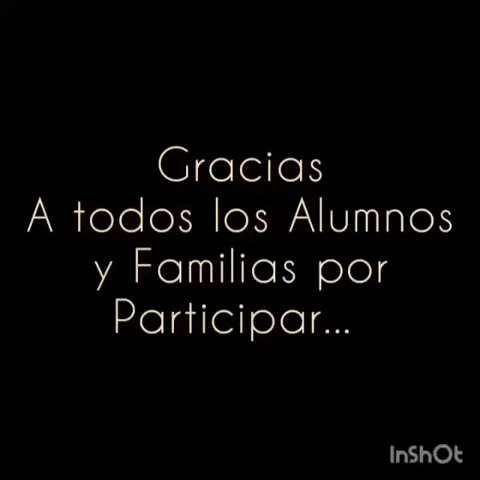 Gracias
A todos los Alumnos
y Familias por
Participar...
InShOt